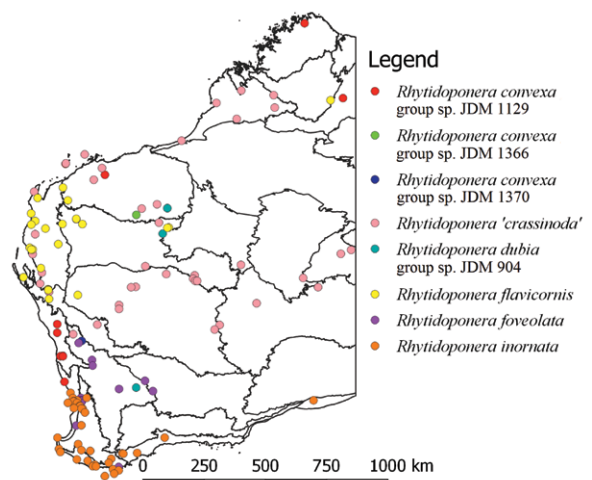 Legend
Rhytidoponera convexa
group sp. JDM 1129
Rhytidoponera convexa
group sp. JDM 1366
Rhytidoponera convexa
group sp. JDM 1370
Rhytidoponera 'crassinoda'
Rhytidoponera dubia
group sp. JDM 904
Rhytidoponera flavicornis
Rhytidoponera foveolata
Rhytidoponera inornata
0 250 500 750 1000 km